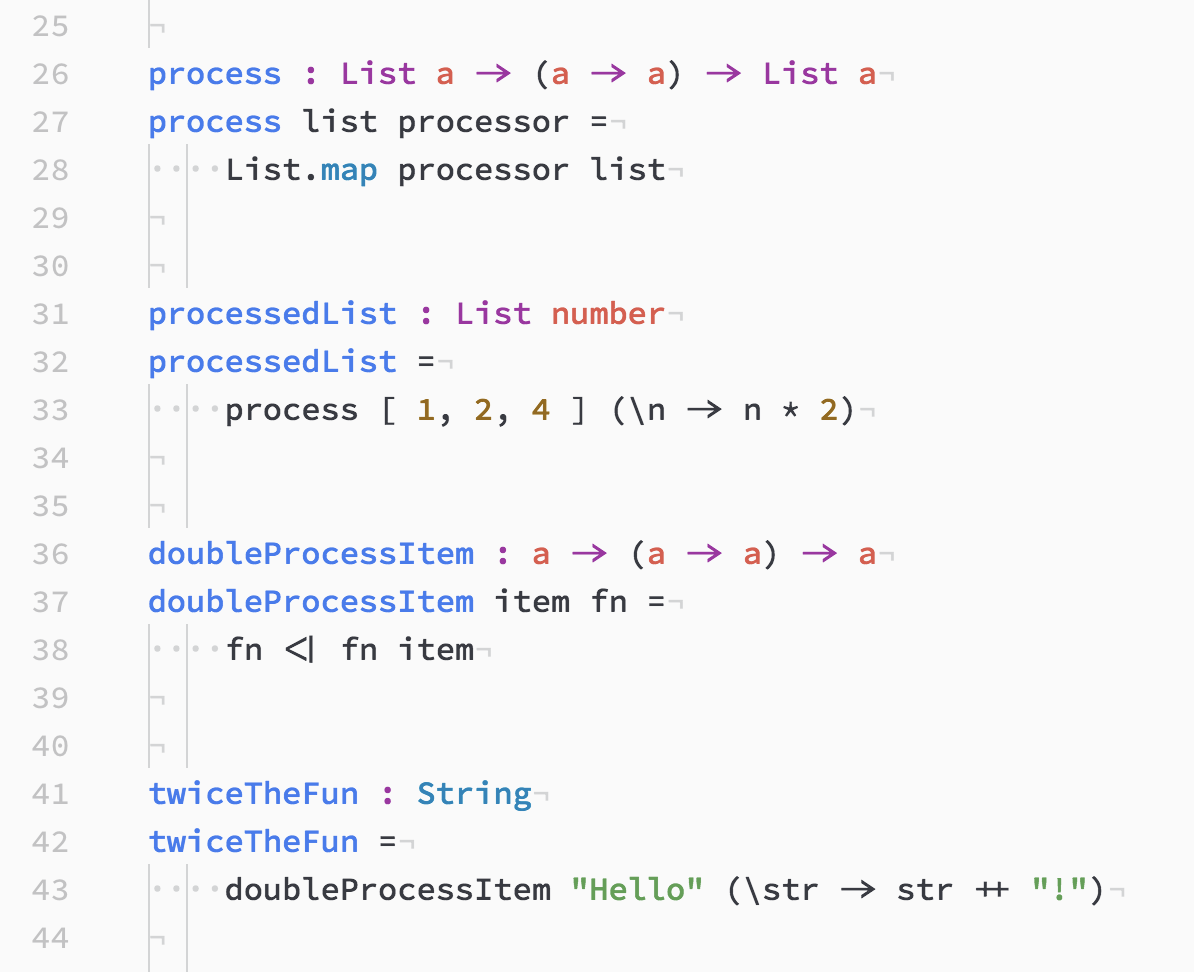 25 ¬
26 process : List a → (a → a) → List a¬
27 process list processor =¬
28 ····List.map processor list¬
29 ¬
30 ¬
31 processedList : List number¬
32 processedList =¬
33 ····process [ 1, 2, 4 ] (\n → n * 2)¬
34 ¬
35 ¬
36 doubleProcessItem : a → (a → a) → a¬
37 doubleProcessItem item fn =¬
38 ····fn <| fn item¬
39 ¬
40 ¬
41 twiceTheFun : String¬
42 twiceTheFun =¬
43 ····doubleProcessItem "Hello" (\str → str ++ "!")¬
44 ¬